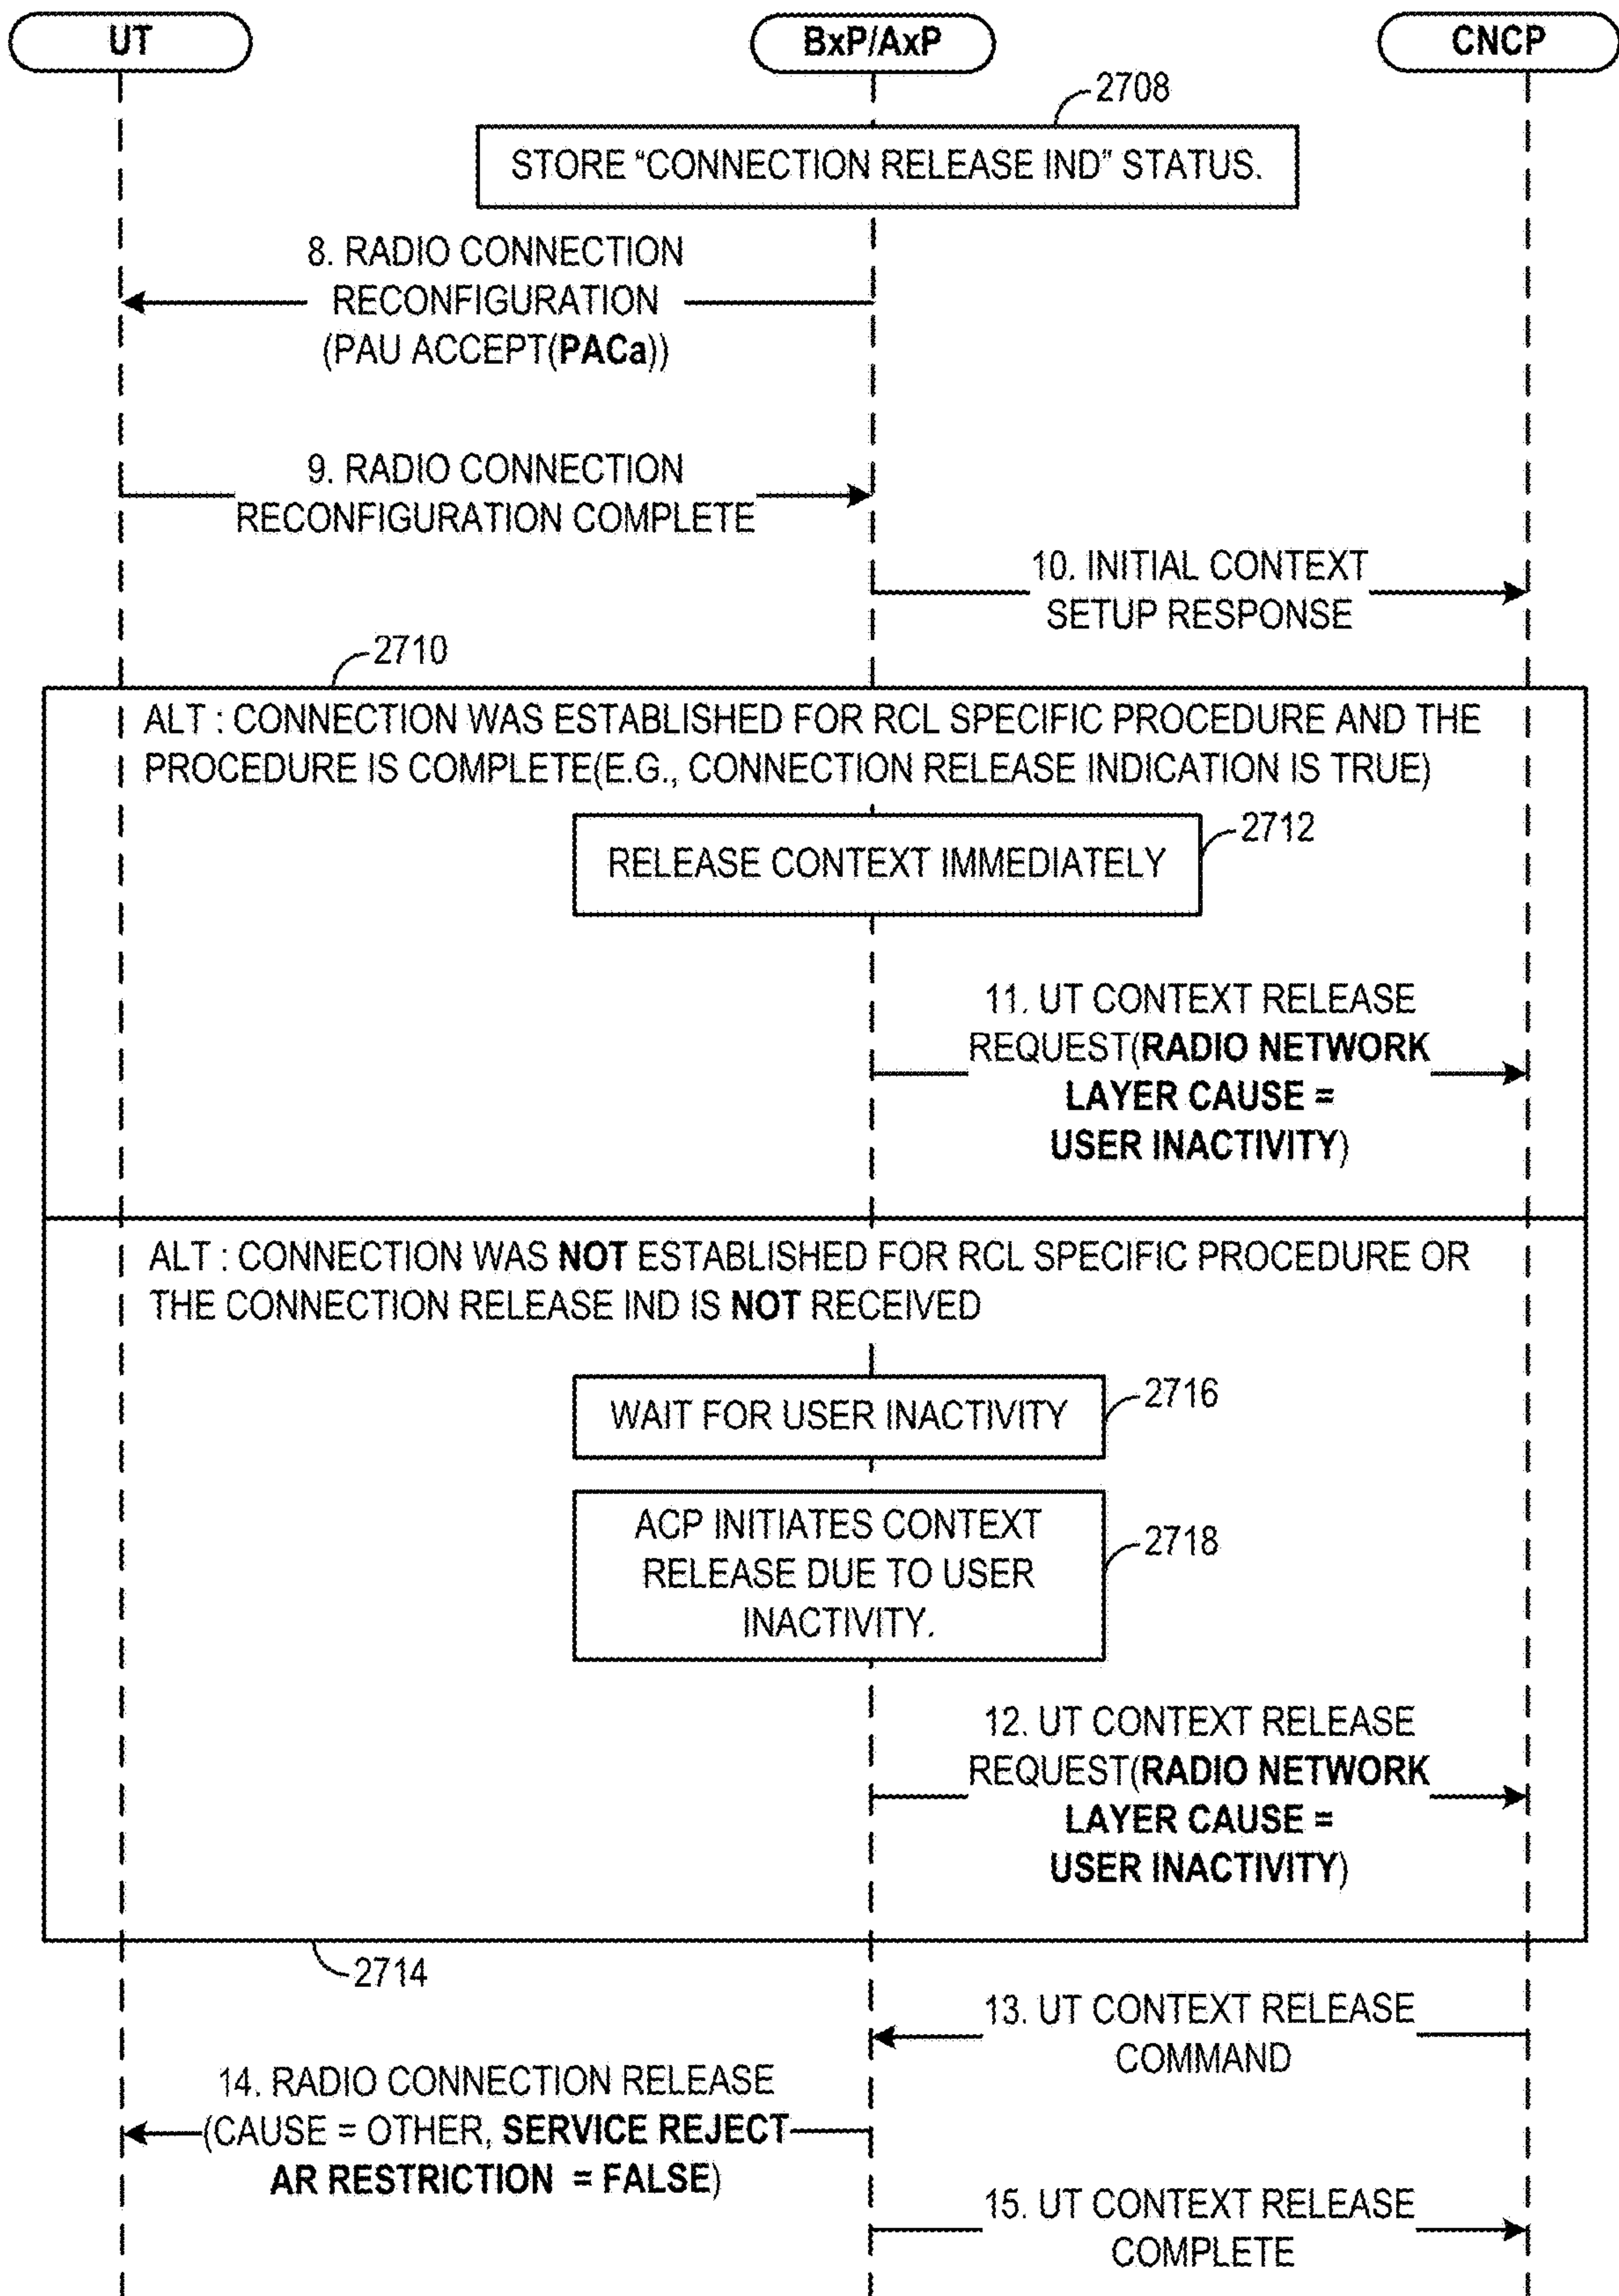 UT
BxP/AxP
CNCP
2708
STORE “CONNECTION RELEASE IND” STATUS.
8. RADIO CONNECTION
RECONFIGURATION
(PAU ACCEPT(PACa))
9. RADIO CONNECTION
RECONFIGURATION COMPLETE
10. INITIAL CONTEXT
SETUP RESPONSE
2710
ALT : CONNECTION WAS ESTABLISHED FOR RCL SPECIFIC PROCEDURE AND THE
PROCEDURE IS COMPLETE(E.G., CONNECTION RELEASE INDICATION IS TRUE)
2712
RELEASE CONTEXT IMMEDIATELY
11. UT CONTEXT RELEASE
REQUEST(RADIO NETWORK
LAYER CAUSE =
USER INACTIVITY)
ALT : CONNECTION WAS NOT ESTABLISHED FOR RCL SPECIFIC PROCEDURE OR
THE CONNECTION RELEASE IND IS NOT RECEIVED
WAIT FOR USER INACTIVITY
2716
ACP INITIATES CONTEXT
RELEASE DUE TO USER
INACTIVITY.
2718
12. UT CONTEXT RELEASE
REQUEST(RADIO NETWORK
LAYER CAUSE =
USER INACTIVITY)
2714
13. UT CONTEXT RELEASE
COMMAND
14. RADIO CONNECTION RELEASE
(CAUSE = OTHER, SERVICE REJECT
AR RESTRICTION = FALSE)
15. UT CONTEXT RELEASE
COMPLETE